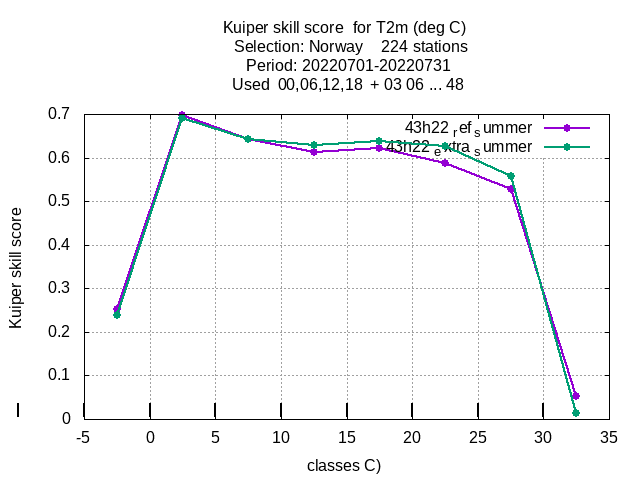 Kuiper skill score for T2m (deg C)
Selection: Norway 224 stations
Period: 20220701-20220731
Used 00,06,12,18 + 03 06 ... 48
0.7
0.6
0.5
0.4
0.3
0.2
0.1
0
Kuiper skill score
43h22 ref summer
43h22 extra summer
-5 0 5 10 15 20 25 30 35
classes C)